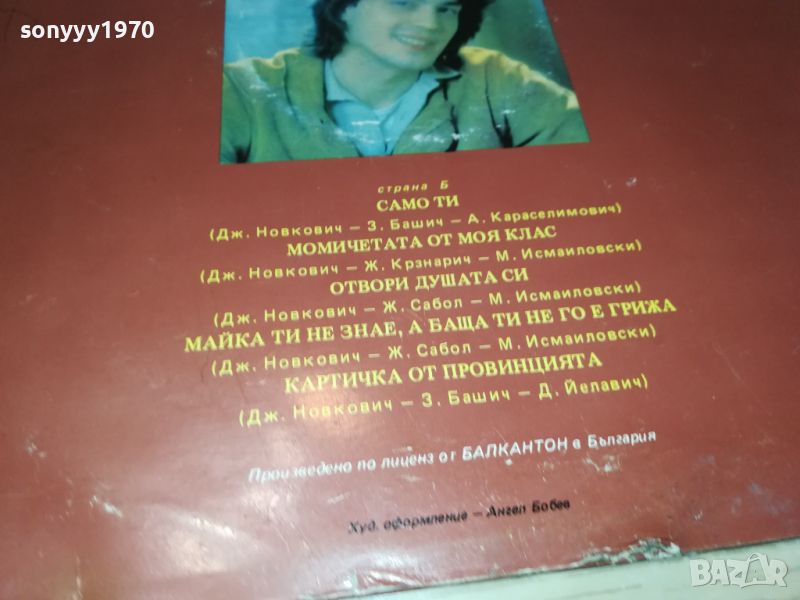 sonyyy1970
страна Б
САМО ТИ
(Дж. Новкович – З. Башич – А. Караселимович)
МОМИЧЕТАТА ОТ МОЯ КЛАС
(Дж. Новкович – Ж. Крзнарич – М. Исмаиловски)
ОТВОРИ ДУШАТА СИ
(Дж. Новкович – Ж. Сабол – М. Исмаиловски)
МАЙКА ТИ НЕ ЗНАЕ, А БАЩА ТИ НЕ ГО Е ГРИЖА
(Дж. Новкович – Ж. Сабол – М. Исмаиловски)
КАРТИЧКА ОТ ПРОВИНЦИЯТА
(Дж. Новкович – З. Башич – Д. Йелавич)
Произведено по лиценз от БАЛКАНТОН в България
Худ. оформление – Ангел Бобев
BAZAR